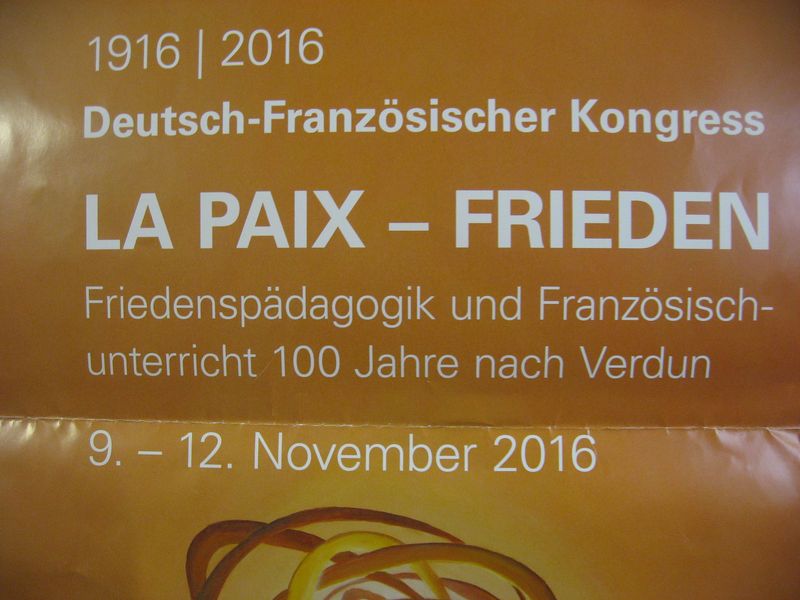 1916 | 2016
Deutsch-Französischer Kongress
LA PAIX – FRIEDEN
Friedenspädagogik und Französisch-
unterricht 100 Jahre nach Verdun
9. – 12. November 2016